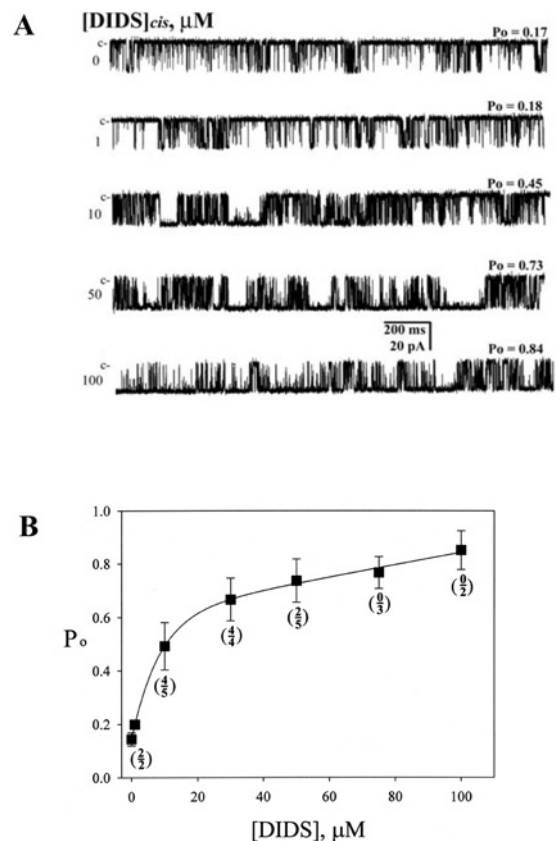 A
[DIDS]cis, µM
Po = 0.17
c-
0
Po = 0.18
c-
1
Po = 0.45
c-
10
Po = 0.73
c-
50
200 ms
20 pA
Po = 0.84
c-
100
B
1.0
0.8
0.6
0.4
0.2
0.0
Po
(2/2)
(4/5)
(4/4)
(2/5)
(0/3)
(0/2)
0 20 40 60 80 100
[DIDS], µM